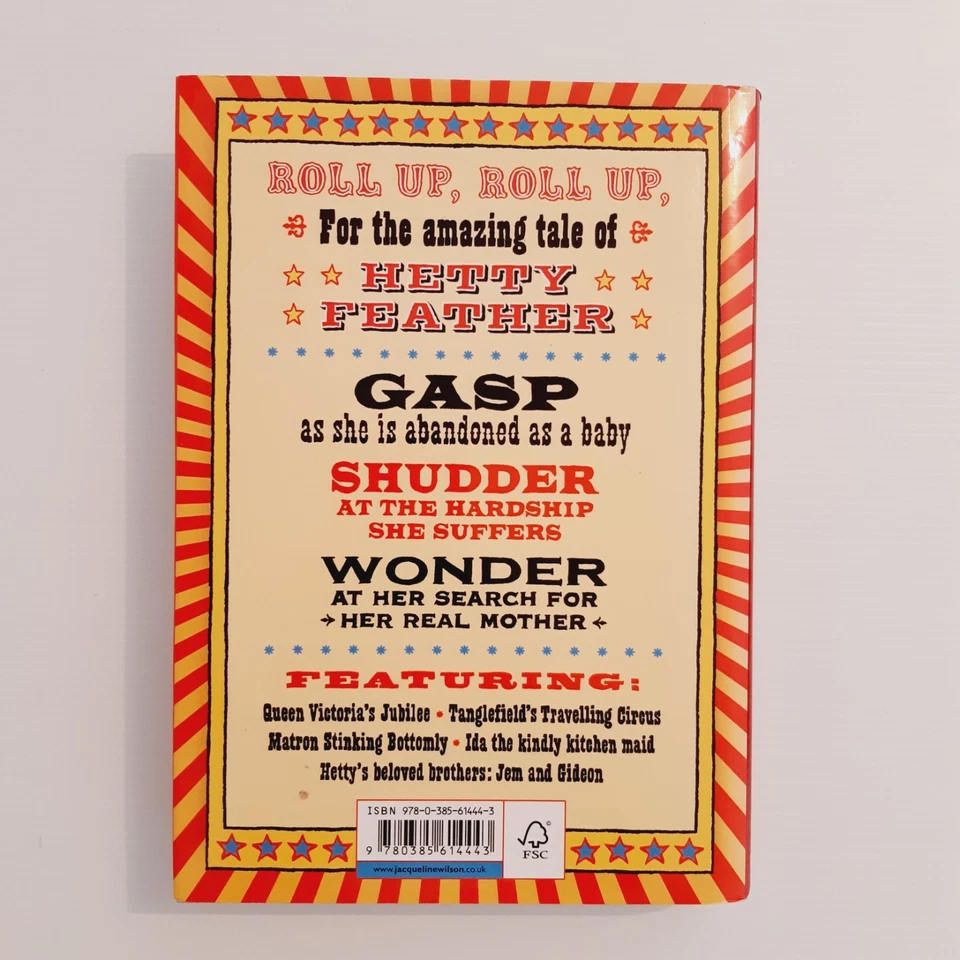 ROLL UP, ROLL UP,
For the amazing tale of
HETTY
FEATHER
GASP
as she is abandoned as a baby
SHUDDER
AT THE HARDSHIP
SHE SUFFERS
WONDER
AT HER SEARCH FOR
HER REAL MOTHER
FEATURING:
Queen Victoria's Jubilee • Tanglefield's Travelling Circus
Matron Stinking Bottomly • Ida the kindly kitchen maid
Hetty's beloved brothers: Jem and Gideon
ISBN 978-0-385-61444-3
9 780385 614443
FSC
www.jacquelinewilson.co.uk